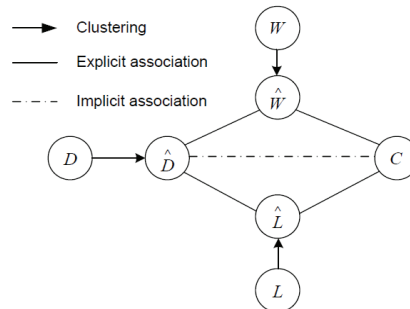 Clustering
Explicit association
Implicit association
W
Ŵ
D
D̂
C
L̂
L